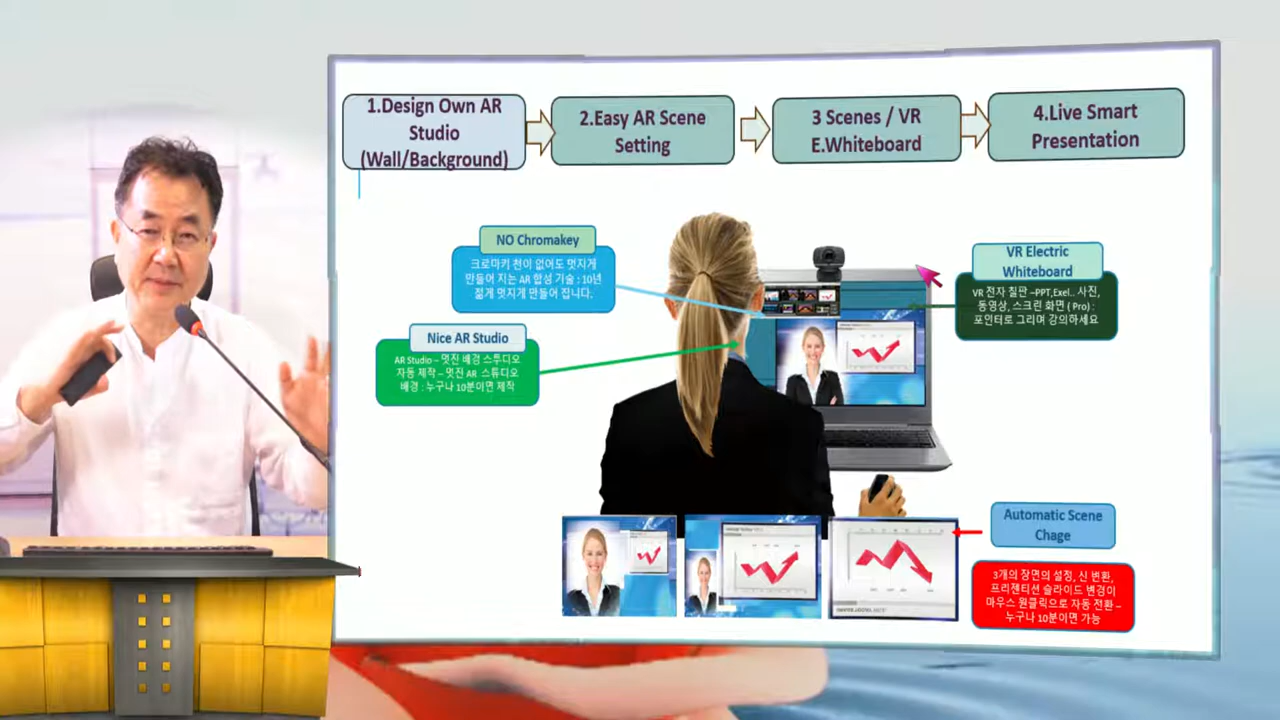 1.Design Own AR
Studio
(Wall/Background)
2.Easy AR Scene
Setting
3 Scenes / VR
E.Whiteboard
4.Live Smart
Presentation
NO Chromakey
크로마키 천이 없어도 멋지게
만들어 지는 AR 합성 기술 : 10년
젊게 멋지게 만들어 집니다.
Nice AR Studio
AR Studio – 멋진 배경 스투디오
자동 제작 – 멋진 AR 스튜디오
배경 : 누구나 10분이면 제작
VR Electric
Whiteboard
VR 전자 칠판 –PPT,Exel.. 사진,
동영상, 스크린 화면 ( Pro) :
포인터로 그리며 강의하세요
Automatic Scene
Chage
3개의 장면의 설정, 신 변환,
프리젠티션 슬라이드 변경이
마우스 원클릭으로 자동 전환 –
누구나 10분이면 가능